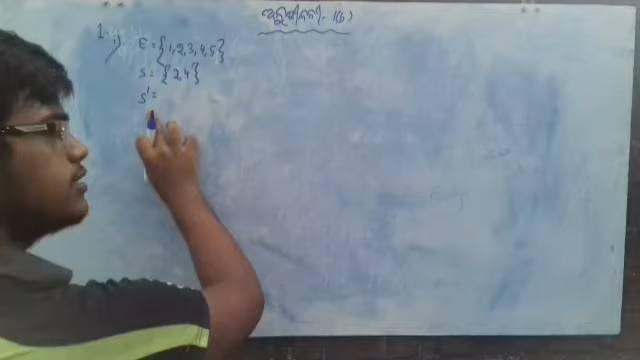 1. i) E = {1,2,3,4,5}
S = {2,4}
S' =